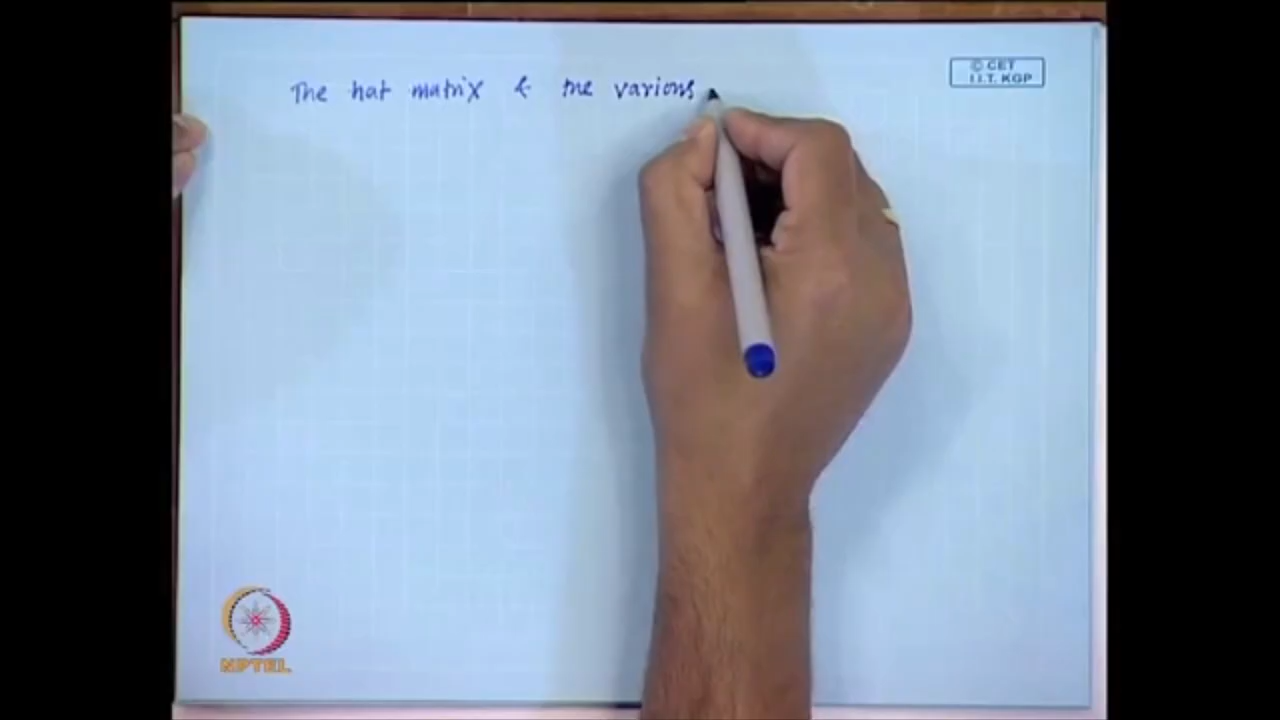 The hat matrix & the various
© CET
I.I.T. KGP
NPTEL